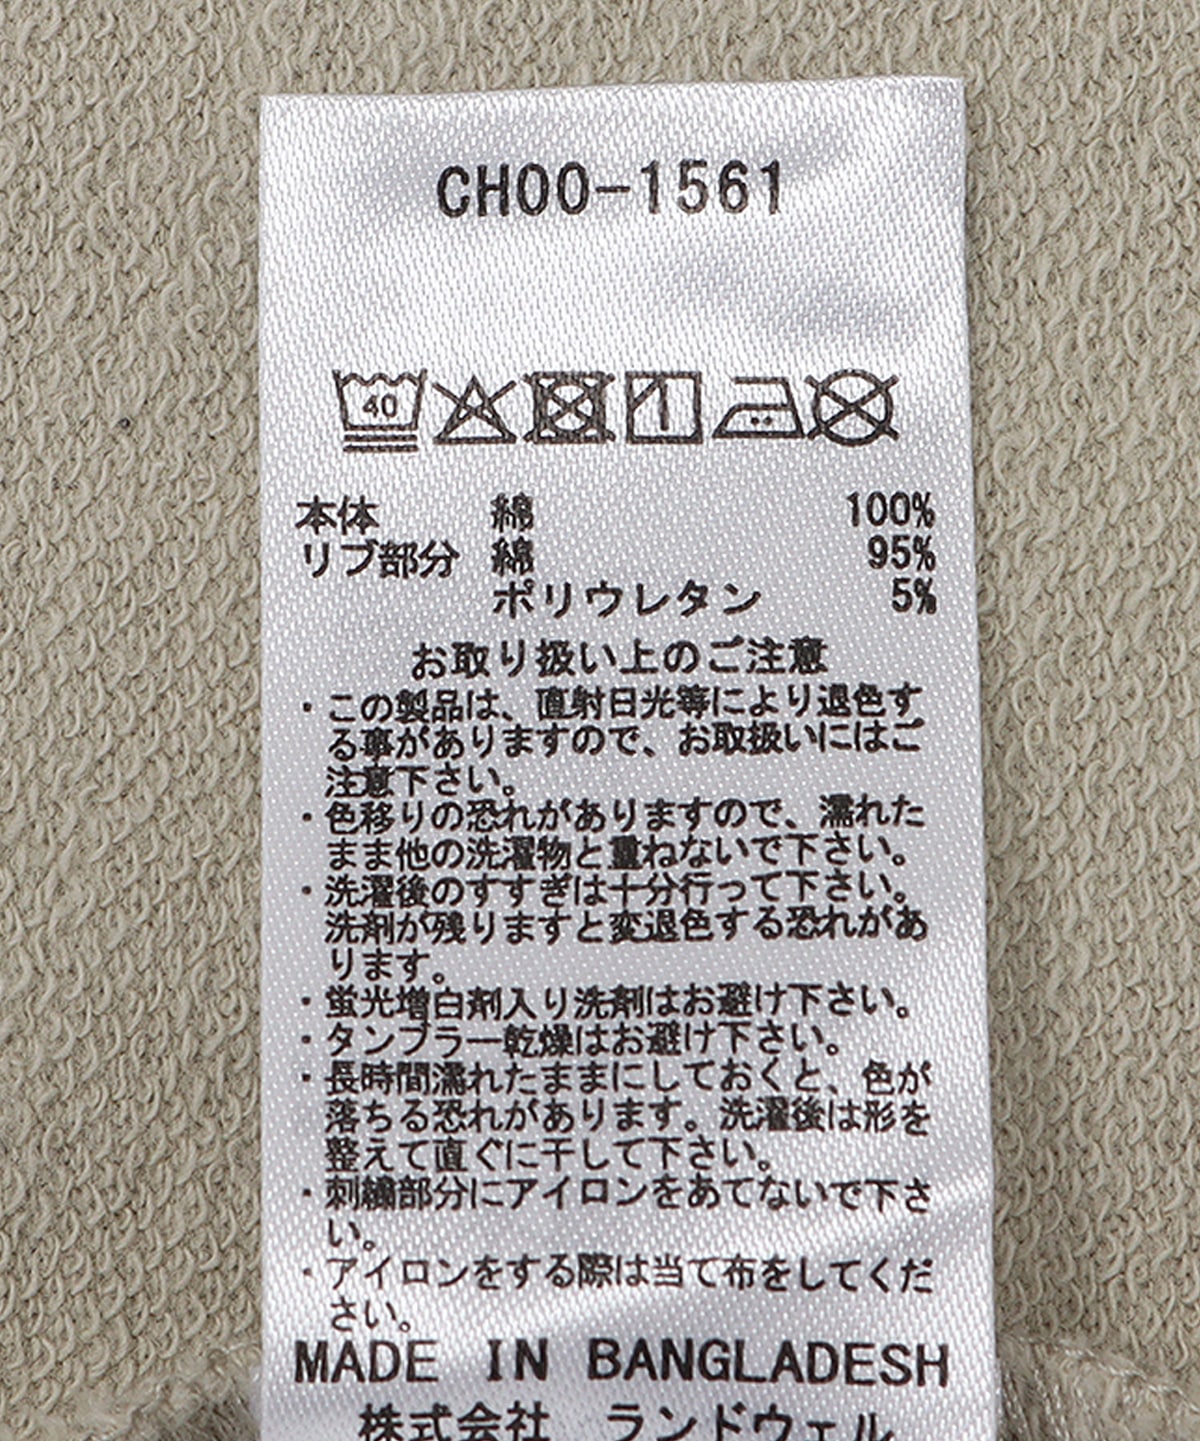 CH00-1561
40
本体 綿 100%
リブ部分 綿 95%
ポリウレタン 5%
お取り扱い上のご注意
・この製品は、直射日光等により退色す
る事がありますので、お取扱いにはご
注意下さい。
・色移りの恐れがありますので、濡れた
まま他の洗濯物と重ねないで下さい。
・洗濯後のすすぎは十分行って下さい。
洗剤が残りますと変退色する恐れがあ
ります。
・蛍光増白剤入り洗剤はお避け下さい。
・タンブラー乾燥はお避け下さい。
・長時間濡れたままにしておくと、色が
落ちる恐れがあります。洗濯後は形を
整えて直ぐに干して下さい。
・刺繍部分にアイロンをあてないで下さ
い。
・アイロンをする際は当て布をしてくだ
さい。
MADE IN BANGLADESH
株式会社 ランドウェル